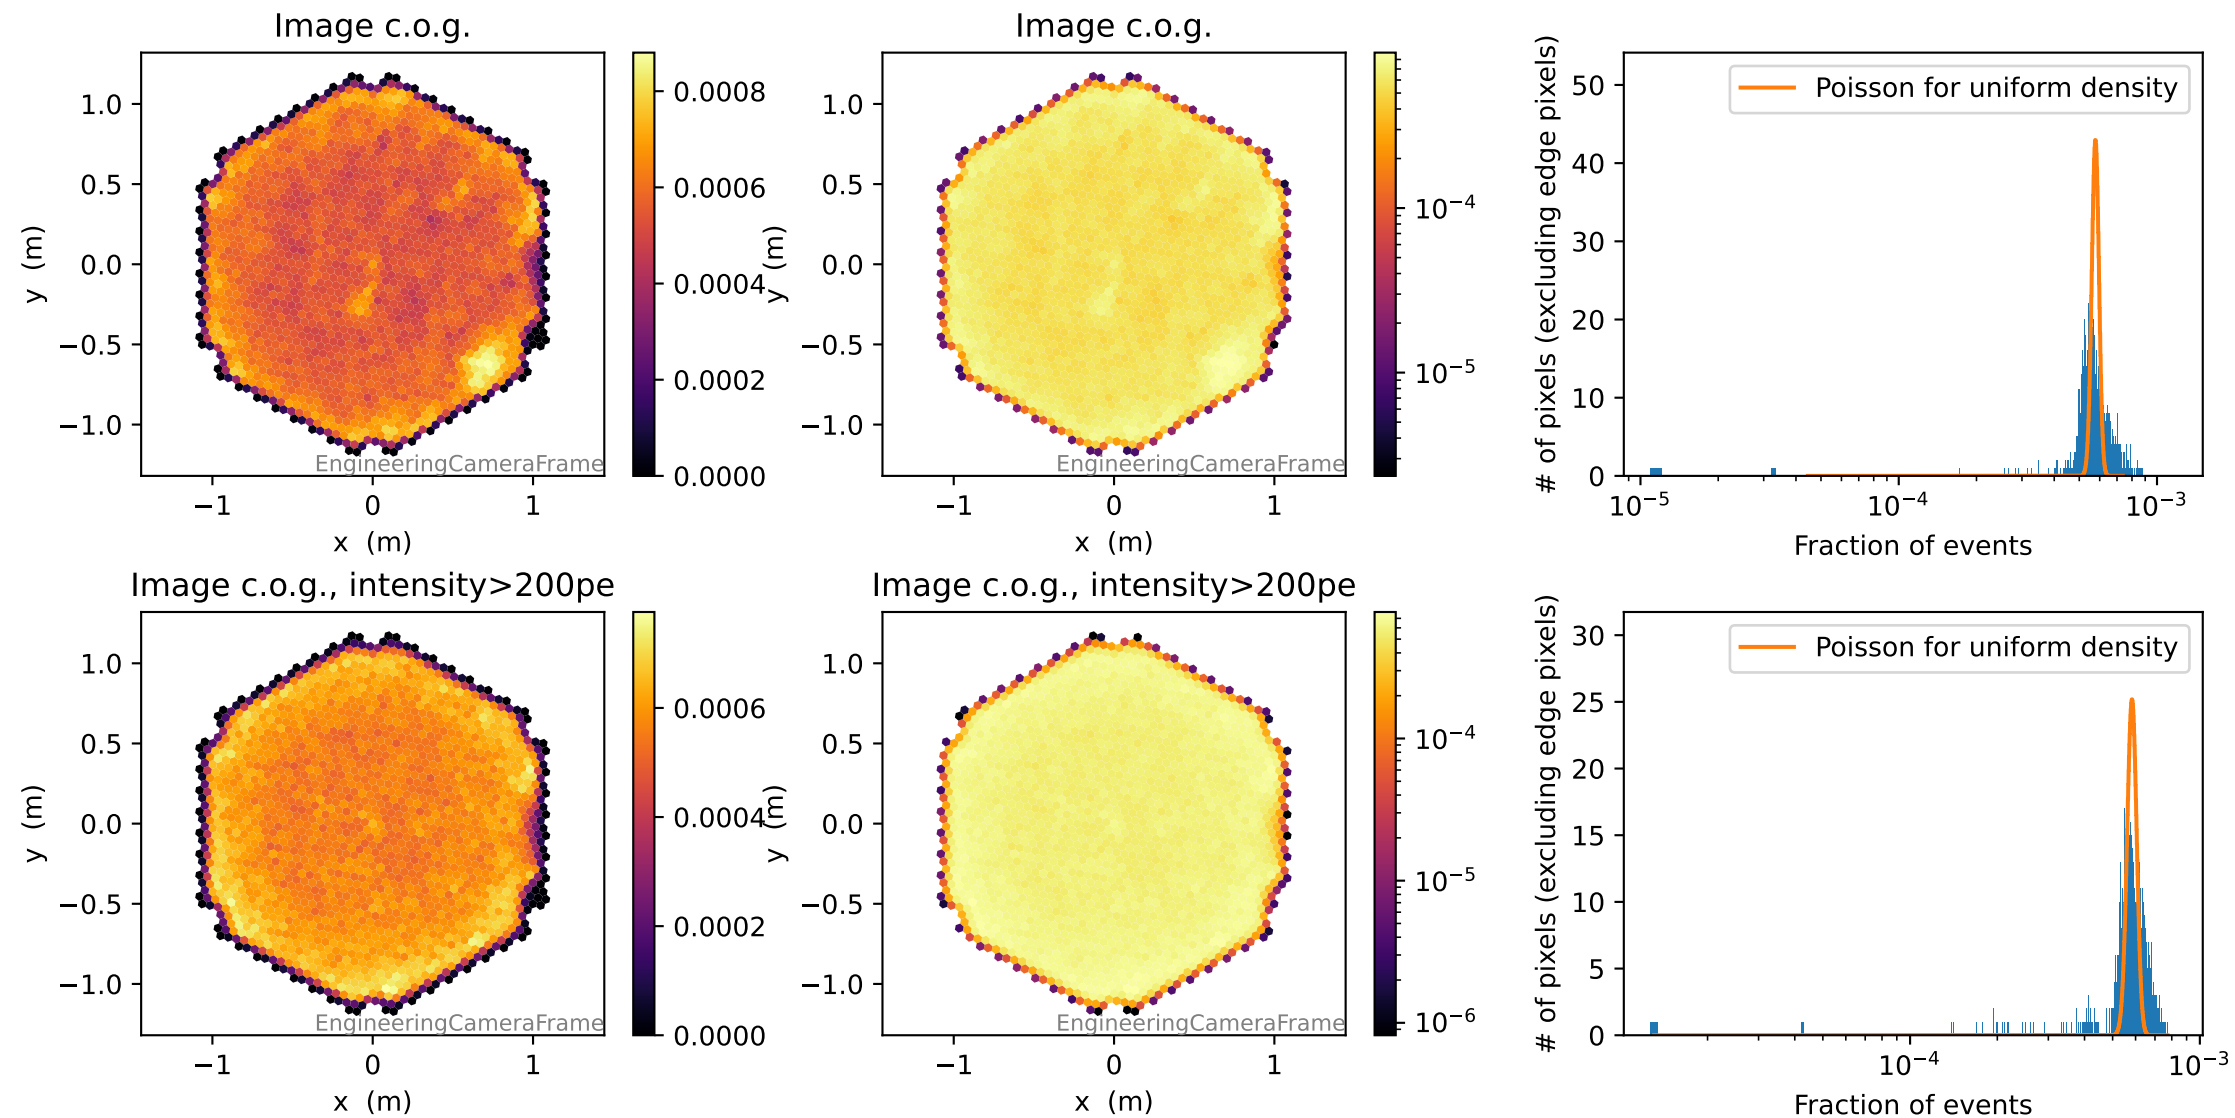 Image c.o.g.
y (m)
1.0
0.5
0.0
−0.5
−1.0
−1
0
1
x (m)
EngineeringCameraFrame
0.0008
0.0006
0.0004
0.0002
0.0000
Image c.o.g.
y (m)
1.0
0.5
0.0
−0.5
−1.0
−1
0
1
x (m)
EngineeringCameraFrame
10⁻⁴
10⁻⁵
# of pixels (excluding edge pixels)
50
40
30
20
10
0
Poisson for uniform density
10⁻⁵
10⁻⁴
10⁻³
Fraction of events
Image c.o.g., intensity>200pe
y (m)
1.0
0.5
0.0
−0.5
−1.0
−1
0
1
x (m)
EngineeringCameraFrame
0.0006
0.0004
0.0002
0.0000
Image c.o.g., intensity>200pe
y (m)
1.0
0.5
0.0
−0.5
−1.0
−1
0
1
x (m)
EngineeringCameraFrame
10⁻⁴
10⁻⁵
10⁻⁶
# of pixels (excluding edge pixels)
30
25
20
15
10
5
0
Poisson for uniform density
10⁻⁴
10⁻³
Fraction of events